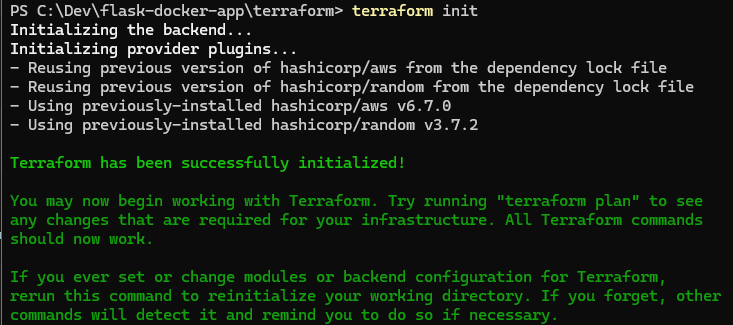 PS C:\Dev\flask-docker-app\terraform> terraform init
Initializing the backend...
Initializing provider plugins...
- Reusing previous version of hashicorp/aws from the dependency lock file
- Reusing previous version of hashicorp/random from the dependency lock file
- Using previously-installed hashicorp/aws v6.7.0
- Using previously-installed hashicorp/random v3.7.2
Terraform has been successfully initialized!
You may now begin working with Terraform. Try running "terraform plan" to see
any changes that are required for your infrastructure. All Terraform commands
should now work.
If you ever set or change modules or backend configuration for Terraform,
rerun this command to reinitialize your working directory. If you forget, other
commands will detect it and remind you to do so if necessary.